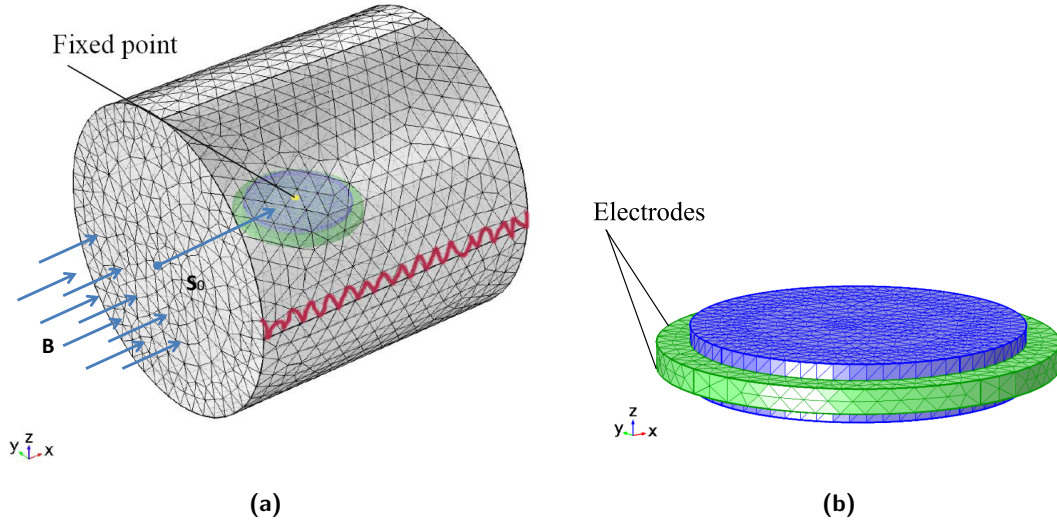 Fixed point
S0
B
z
y x
(a)
Electrodes
z
y x
(b)